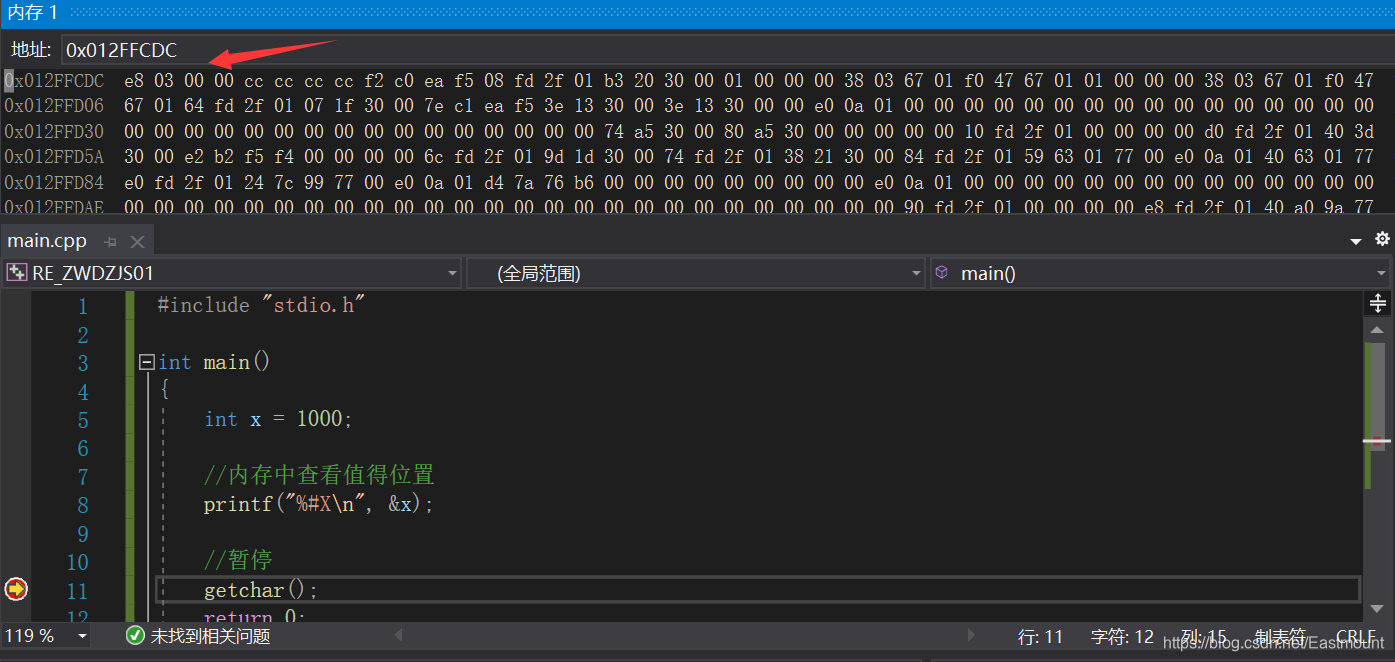 内存 1
地址: 0x012FFCDC
0x012FFCDC e8 03 00 00 cc cc cc cc f2 c0 ea f5 08 fd 2f 01 b3 20 30 00 01 00 00 00 38 03 67 01 f0 47 67 01 01 00 00 00 38 03 67 01 f0 47
0x012FFD06 67 01 64 fd 2f 01 07 1f 30 00 7e c1 ea f5 3e 13 30 00 3e 13 30 00 00 e0 0a 01 00 00 00 00 00 00 00 00 00 00 00 00 00 00 00 00
0x012FFD30 00 00 00 00 00 00 00 00 00 00 00 00 00 00 00 00 74 a5 30 00 80 a5 30 00 00 00 00 00 10 fd 2f 01 00 00 00 00 d0 fd 2f 01 40 3d
0x012FFD5A 30 00 e2 b2 f5 f4 00 00 00 00 6c fd 2f 01 9d 1d 30 00 74 fd 2f 01 38 21 30 00 84 fd 2f 01 59 63 01 77 00 e0 0a 01 40 63 01 77
0x012FFD84 e0 fd 2f 01 24 7c 99 77 00 e0 0a 01 d4 7a 76 b6 00 00 00 00 00 00 00 00 00 e0 0a 01 00 00 00 00 00 00 00 00 00 00 00 00 00 00
0x012FFDAE 00 00 00 00 00 00 00 00 00 00 00 00 00 00 00 00 00 00 00 00 00 00 00 00 00 00 90 fd 2f 01 00 00 00 00 e8 fd 2f 01 40 a0 9a 77
main.cpp
RE_ZWDZJS01 (全局范围) main()
1 #include "stdio.h"
2
3 int main()
4 {
5 int x = 1000;
6
7 //内存中查看值得位置
8 printf("%#X\n", &x);
9
10 //暂停
11 getchar();
12 return 0;
119 % 未找到相关问题 行: 11 字符: 12 列: 15 制表符 CRLF
https://blog.csdn.net/Eastmount